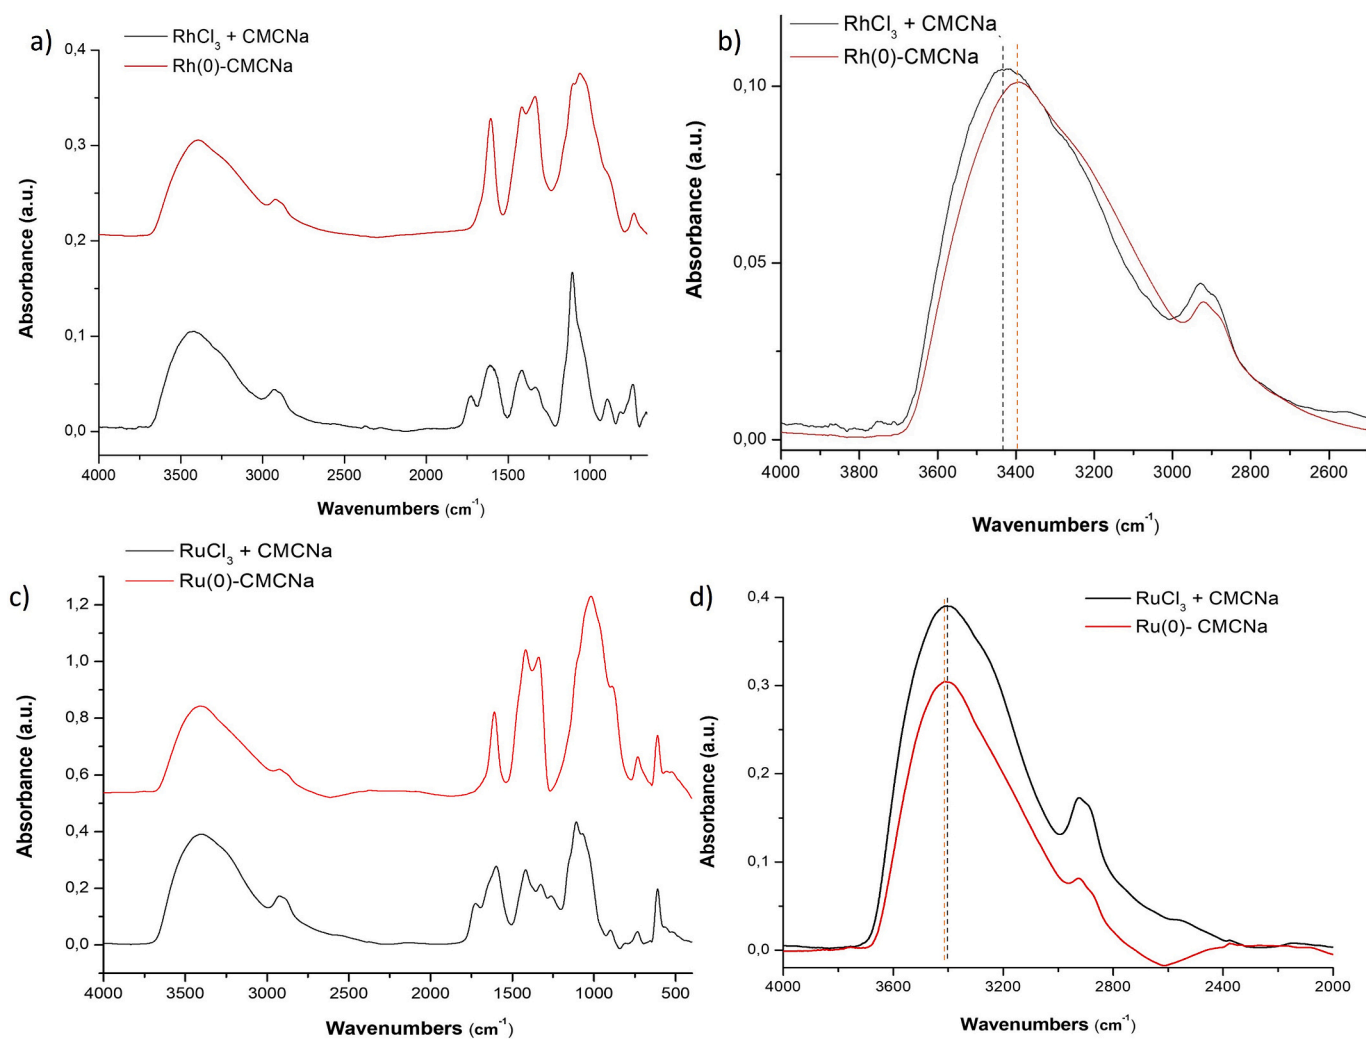 a)
RhCl3 + CMCNa
Rh(0)-CMCNa
0,4
0,3
0,2
0,1
0,0
Absorbance (a.u.)
4000 3500 3000 2500 2000 1500 1000
Wavenumbers (cm-1)
b)
RhCl3 + CMCNa
Rh(0)-CMCNa
0,10
0,05
0,00
Absorbance (a.u.)
4000 3800 3600 3400 3200 3000 2800 2600
Wavenumbers (cm-1)
c)
RuCl3 + CMCNa
Ru(0)-CMCNa
1,2
1,0
0,8
0,6
0,4
0,2
0,0
Absorbance (a.u.)
4000 3500 3000 2500 2000 1500 1000 500
Wavenumbers (cm-1)
d)
RuCl3 + CMCNa
Ru(0)- CMCNa
0,4
0,3
0,2
0,1
0,0
Absorbance (a.u.)
4000 3600 3200 2800 2400 2000
Wavenumbers (cm-1)